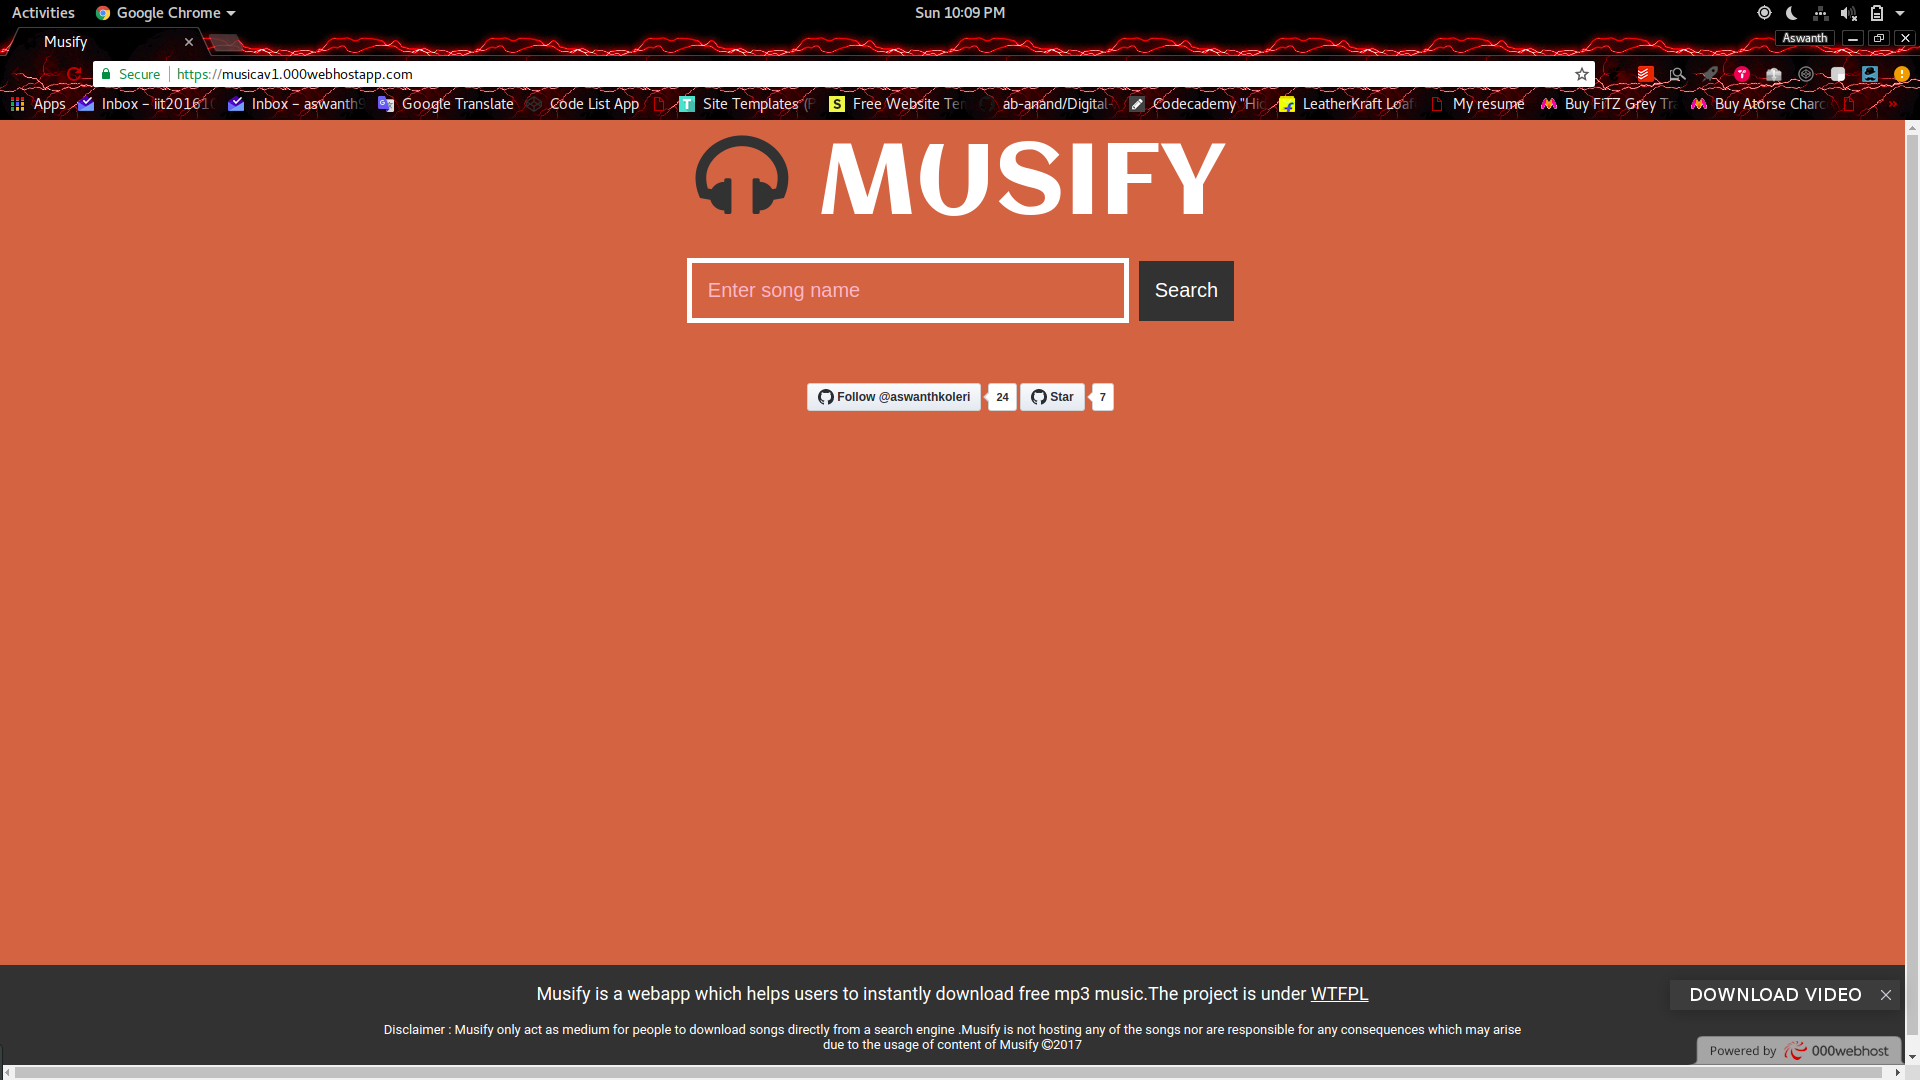 Activities Google Chrome Sun 10:09 PM
Musify Aswanth
Secure https://musicav1.000webhostapp.com
Apps Inbox – iit20161 Inbox – aswanth Google Translate Code List App Site Templates (P Free Website Ter ab-anand/Digital- Codecademy "Hi LeatherKraft Loaf My resume Buy FiTZ Grey Tra Buy Atorse Charc »
MUSIFY
Enter song name Search
Follow @aswanthkoleri 24 Star 7
Musify is a webapp which helps users to instantly download free mp3 music.The project is under WTFPL
DOWNLOAD VIDEO
Disclaimer : Musify only act as medium for people to download songs directly from a search engine .Musify is not hosting any of the songs nor are responsible for any consequences which may arise
due to the usage of content of Musify ©2017
Powered by 000webhost